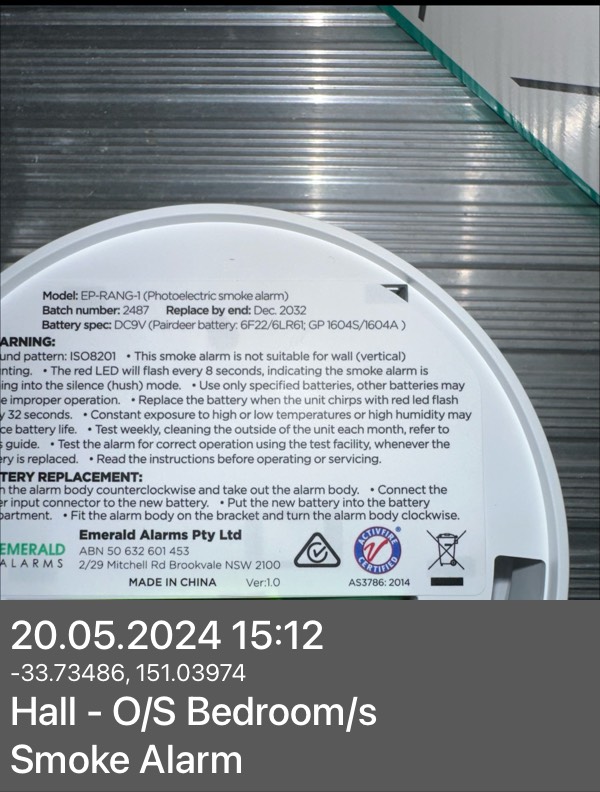 Model: EP-RANG-1 (Photoelectric smoke alarm)
Batch number: 2487 Replace by end: Dec. 2032
Battery spec: DC9V (Pairdeer battery: 6F22/6LR61; GP 1604S/1604A )
ARNING:
und pattern: ISO8201 • This smoke alarm is not suitable for wall (vertical)
nting. • The red LED will flash every 8 seconds, indicating the smoke alarm is
ing into the silence (hush) mode. • Use only specified batteries, other batteries may
e improper operation. • Replace the battery when the unit chirps with red led flash
y 32 seconds. • Constant exposure to high or low temperatures or high humidity may
ce battery life. • Test weekly, cleaning the outside of the unit each month, refer to
s guide. • Test the alarm for correct operation using the test facility, whenever the
ery is replaced. • Read the instructions before operating or servicing.
TERY REPLACEMENT:
h the alarm body counterclockwise and take out the alarm body. • Connect the
er input connector to the new battery. • Put the new battery into the battery
partment. • Fit the alarm body on the bracket and turn the alarm body clockwise.
EMERALD
ALARMS
Emerald Alarms Pty Ltd
ABN 50 632 601 453
2/29 Mitchell Rd Brookvale NSW 2100
MADE IN CHINA Ver:1.0
ACTIVFIRE
CERTIFIED
AS3786: 2014
20.05.2024 15:12
-33.73486, 151.03974
Hall - O/S Bedroom/s
Smoke Alarm